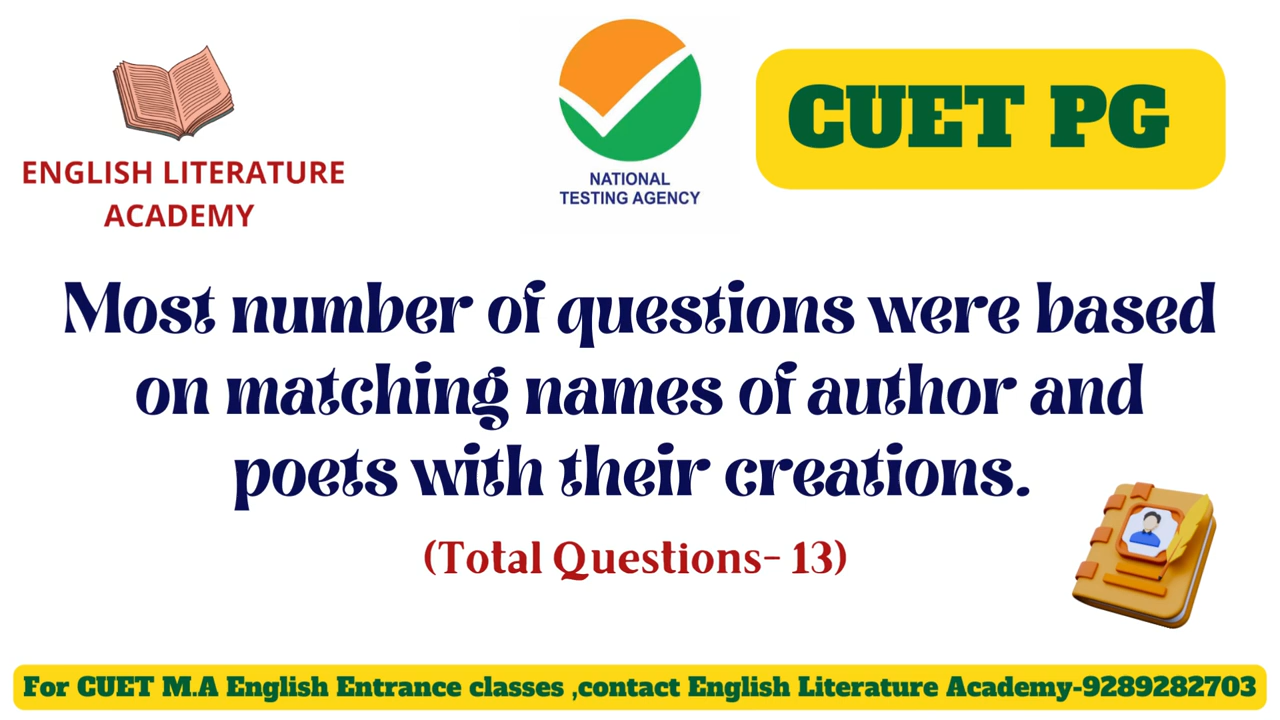 ENGLISH LITERATURE
ACADEMY
NATIONAL
TESTING AGENCY
CUET PG
Most number of questions were based
on matching names of author and
poets with their creations.
(Total Questions- 13)
For CUET M.A English Entrance classes ,contact English Literature Academy-9289282703